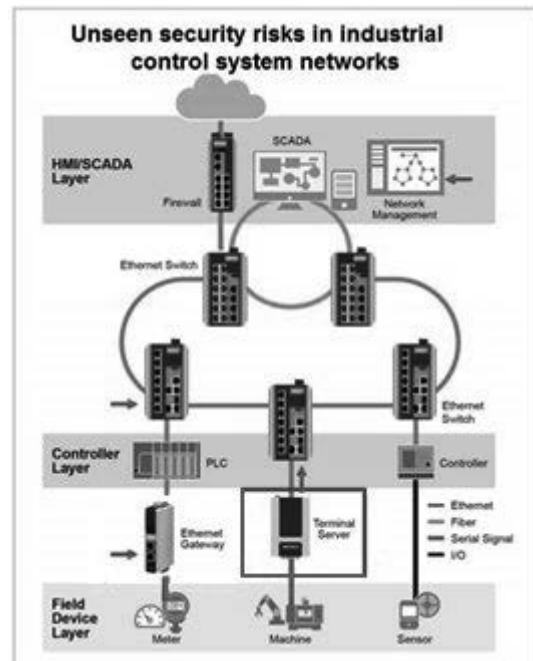 Unseen security risks in industrial
control system networks
SCADA
HMI/SCADA
Layer
Firewall
Network
Management
Ethernet Switch
Ethernet
Switch
Controller
Layer
PLC
Controller
Ethernet
Gateway
Terminal
Server
Ethernet
Fiber
Serial Signal
I/O
Field
Device
Layer
Meter
Machine
Sensor